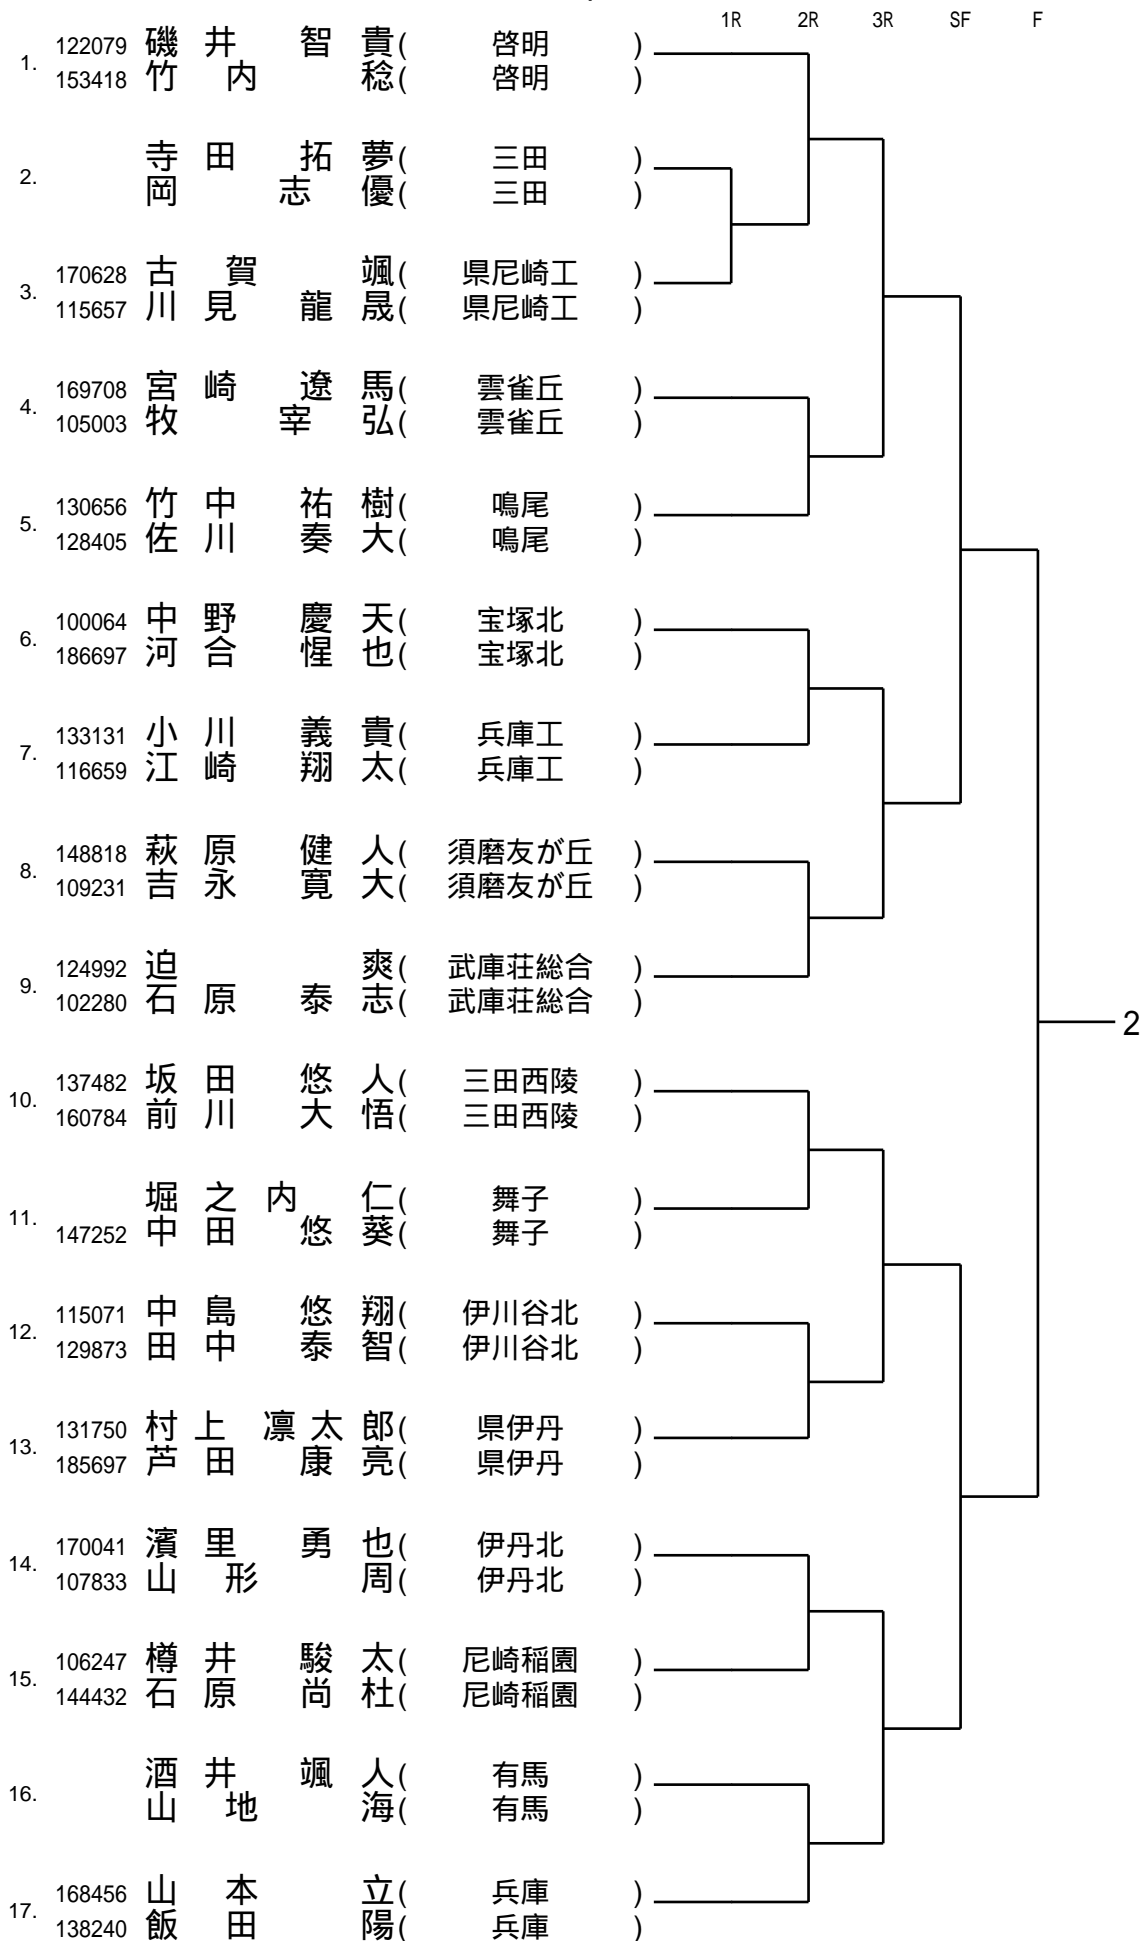 1R 2R 3R SF F
1. 122079 磯井 智貴( 啓明 )
153418 竹内 稔( 啓明 )
2. 寺田 拓夢( 三田 )
岡 志優( 三田 )
3. 170628 古賀 颯( 県尼崎工 )
115657 川見 龍晟( 県尼崎工 )
4. 169708 宮崎 遼馬( 雲雀丘 )
105003 牧 宰弘( 雲雀丘 )
5. 130656 竹中 祐樹( 鳴尾 )
128405 佐川 奏大( 鳴尾 )
6. 100064 中野 慶天( 宝塚北 )
186697 河合 惺也( 宝塚北 )
7. 133131 小川 義貴( 兵庫工 )
116659 江崎 翔太( 兵庫工 )
8. 148818 萩原 健人( 須磨友が丘 )
109231 吉永 寛大( 須磨友が丘 )
9. 124992 迫 爽( 武庫荘総合 )
102280 石原 泰志( 武庫荘総合 )
2
10. 137482 坂田 悠人( 三田西陵 )
160784 前川 大悟( 三田西陵 )
11. 堀之内 仁( 舞子 )
147252 中田 悠葵( 舞子 )
12. 115071 中島 悠翔( 伊川谷北 )
129873 田中 泰智( 伊川谷北 )
13. 131750 村上 凛太郎( 県伊丹 )
185697 芦田 康亮( 県伊丹 )
14. 170041 濱里 勇也( 伊丹北 )
107833 山形 周( 伊丹北 )
15. 106247 樽井 駿太( 尼崎稲園 )
144432 石原 尚杜( 尼崎稲園 )
16. 酒井 颯人( 有馬 )
山地 海( 有馬 )
17. 168456 山本 立( 兵庫 )
138240 飯田 陽( 兵庫 )